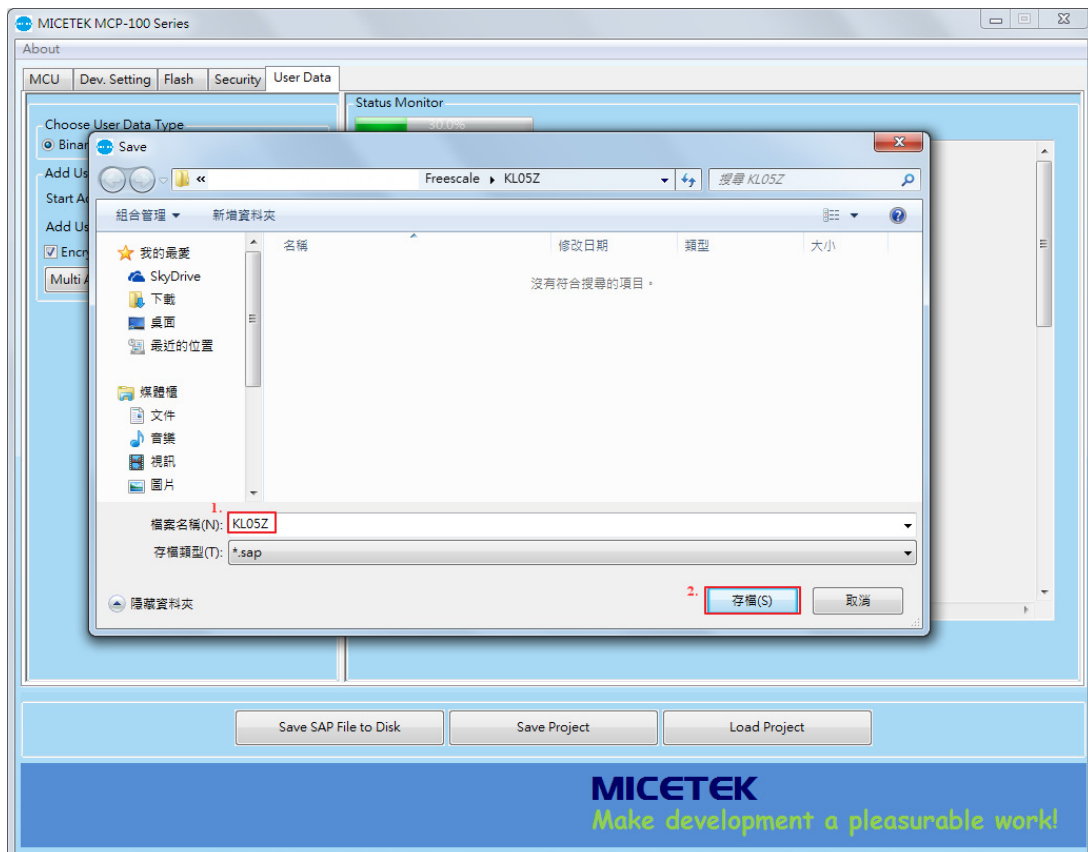 MICETEK MCP-100 Series
About
MCU Dev. Setting Flash Security User Data
Status Monitor
30.0%
Choose User Data Type
Binar
Save
Add Us
« Freescale ▸ KL05Z 搜尋 KL05Z
Start Ad
組合管理 新增資料夾
Add Us
Encry
我的最愛 名稱 修改日期 類型 大小
Multi A
SkyDrive 沒有符合搜尋的項目。
下載
桌面
最近的位置
媒體櫃
文件
音樂
視訊
圖片
1.
檔案名稱(N): KL05Z
存檔類型(T): *.sap
2.
隱藏資料夾 存檔(S) 取消
Save SAP File to Disk Save Project Load Project
MICETEK
Make development a pleasurable work!